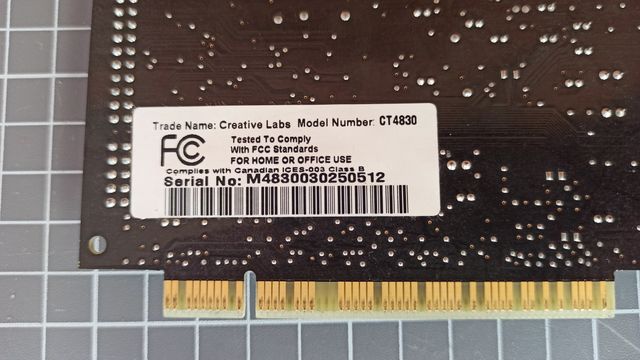 Trade Name: Creative Labs Model Number: CT4830
FC
Tested To Comply
With FCC Standards
FOR HOME OR OFFICE USE
Complies with Canadian ICES-003 Class B
Serial No: M4830030250512